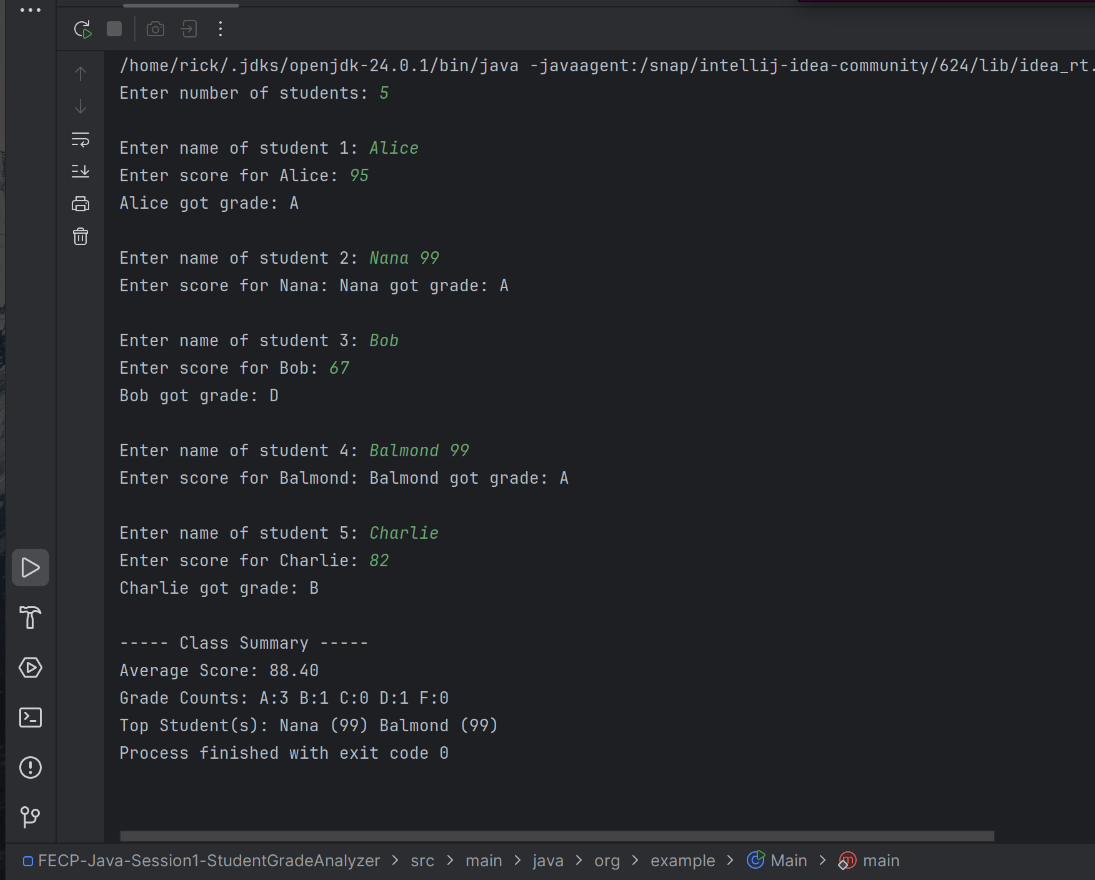 /home/rick/.jdks/openjdk-24.0.1/bin/java -javaagent:/snap/intellij-idea-community/624/lib/idea_rt.
Enter number of students: 5
Enter name of student 1: Alice
Enter score for Alice: 95
Alice got grade: A
Enter name of student 2: Nana 99
Enter score for Nana: Nana got grade: A
Enter name of student 3: Bob
Enter score for Bob: 67
Bob got grade: D
Enter name of student 4: Balmond 99
Enter score for Balmond: Balmond got grade: A
Enter name of student 5: Charlie
Enter score for Charlie: 82
Charlie got grade: B
----- Class Summary -----
Average Score: 88.40
Grade Counts: A:3 B:1 C:0 D:1 F:0
Top Student(s): Nana (99) Balmond (99)
Process finished with exit code 0
FECP-Java-Session1-StudentGradeAnalyzer > src > main > java > org > example > Main > main